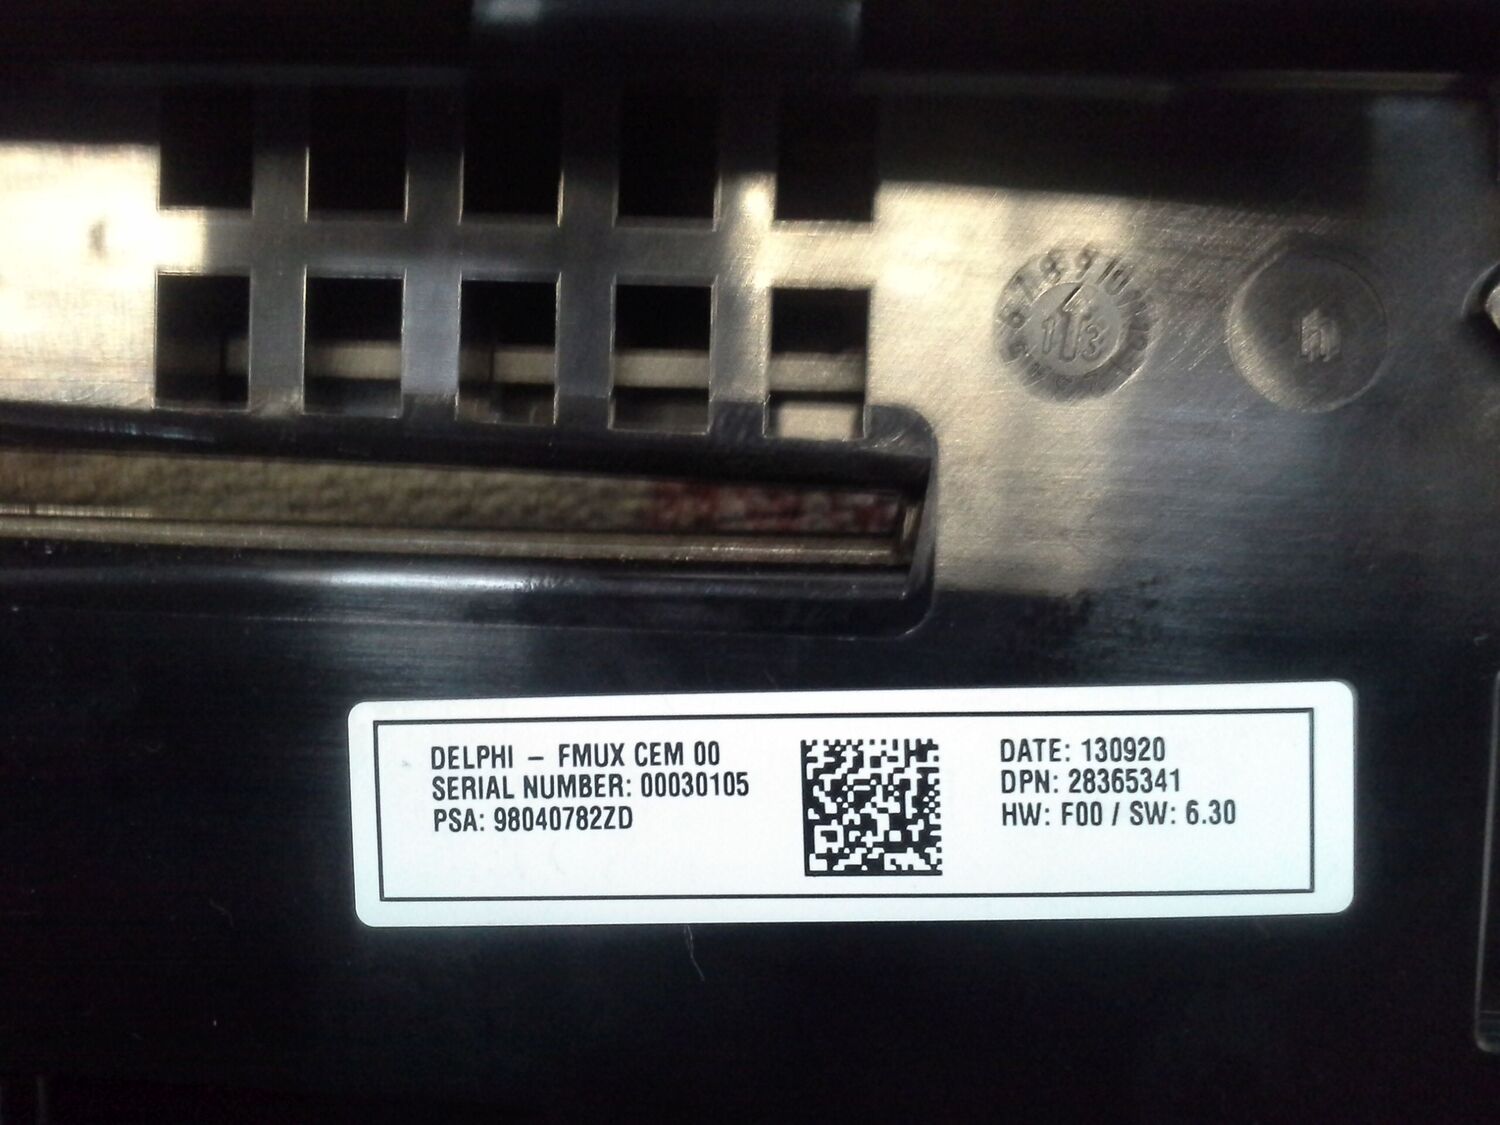 DELPHI – FMUX CEM 00
SERIAL NUMBER: 00030105
PSA: 98040782ZD
DATE: 130920
DPN: 28365341
HW: F00 / SW: 6.30